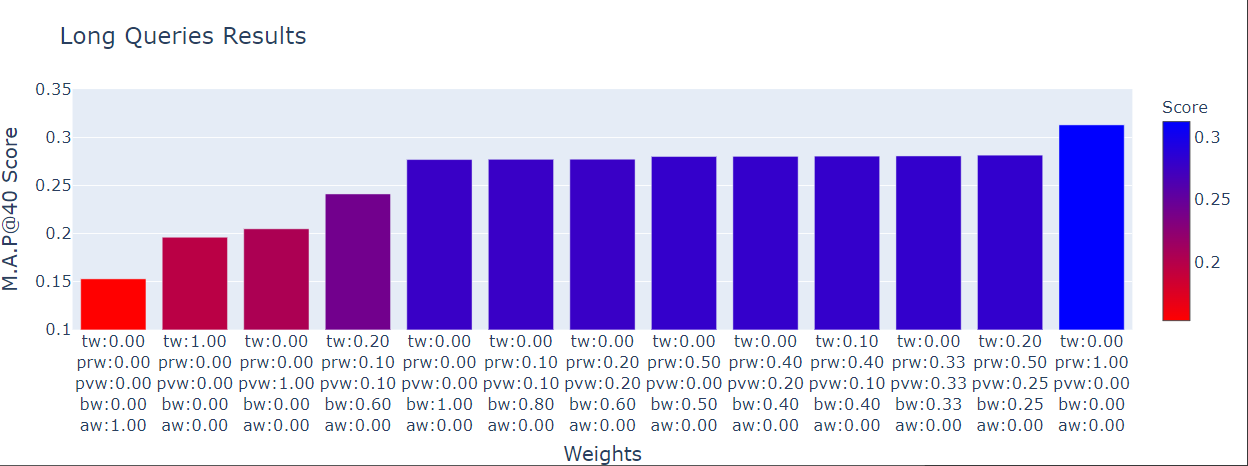 Long Queries Results
M.A.P@40 Score
0.35
0.3
0.25
0.2
0.15
0.1
tw:0.00 tw:1.00 tw:0.00 tw:0.20 tw:0.00 tw:0.00 tw:0.00 tw:0.00 tw:0.00 tw:0.10 tw:0.00 tw:0.20 tw:0.00
prw:0.00 prw:0.00 prw:0.00 prw:0.10 prw:0.00 prw:0.10 prw:0.20 prw:0.50 prw:0.40 prw:0.40 prw:0.33 prw:0.50 prw:1.00
pvw:0.00 pvw:0.00 pvw:1.00 pvw:0.10 pvw:0.00 pvw:0.10 pvw:0.20 pvw:0.00 pvw:0.20 pvw:0.10 pvw:0.33 pvw:0.25 pvw:0.00
bw:0.00 bw:0.00 bw:0.00 bw:0.60 bw:1.00 bw:0.80 bw:0.60 bw:0.50 bw:0.40 bw:0.40 bw:0.33 bw:0.25 bw:0.00
aw:1.00 aw:0.00 aw:0.00 aw:0.00 aw:0.00 aw:0.00 aw:0.00 aw:0.00 aw:0.00 aw:0.00 aw:0.00 aw:0.00 aw:0.00
Weights
Score
0.3
0.25
0.2